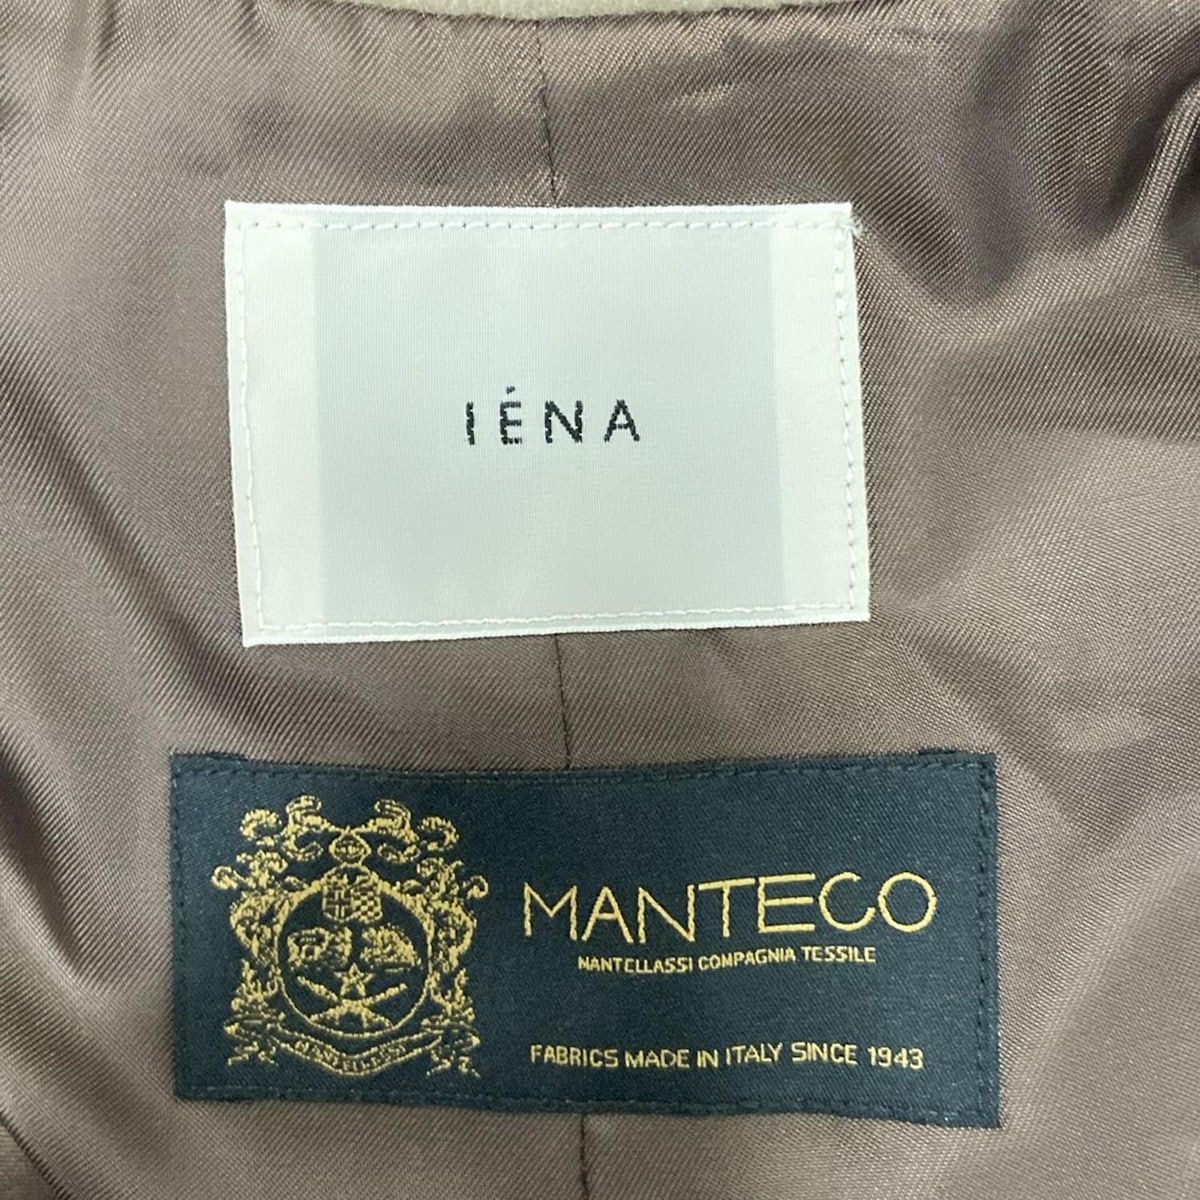 IÉNA
MANTECO
MANTELLASSI COMPAGNIA TESSILE
FABRICS MADE IN ITALY SINCE 1943